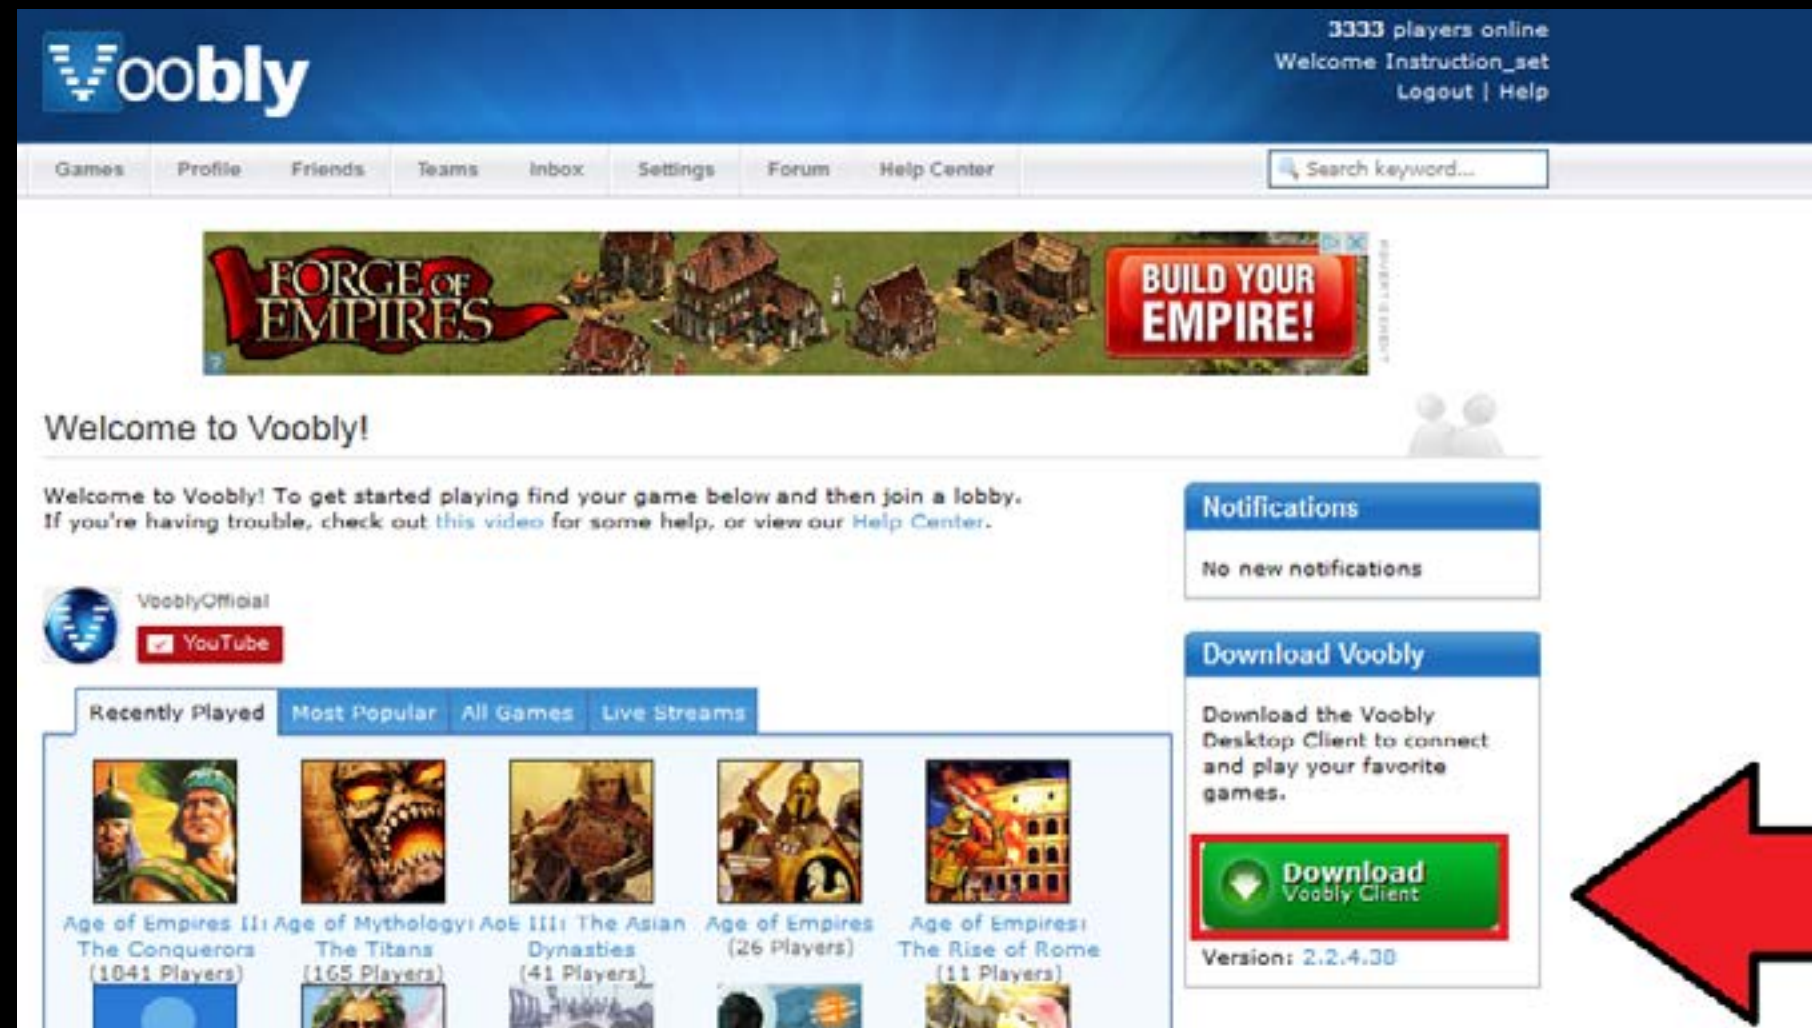 Voobly
3333 players online
Welcome Instruction_set
Logout | Help
Games Profile Friends Teams Inbox Settings Forum Help Center
Search keyword...
FORGE OF
EMPIRES
BUILD YOUR
EMPIRE!
ADVERTISEMENT
Welcome to Voobly!
Welcome to Voobly! To get started playing find your game below and then join a lobby.
If you're having trouble, check out this video for some help, or view our Help Center.
VooblyOfficial
YouTube
Notifications
No new notifications
Download Voobly
Download the Voobly
Desktop Client to connect
and play your favorite
games.
Download
Voobly Client
Version: 2.2.4.30
Recently Played Most Popular All Games Live Streams
Age of Empires II:
The Conquerors
(1041 Players)
Age of Mythology:
The Titans
(165 Players)
AoE III: The Asian
Dynasties
(41 Players)
Age of Empires
(26 Players)
Age of Empires:
The Rise of Rome
(11 Players)